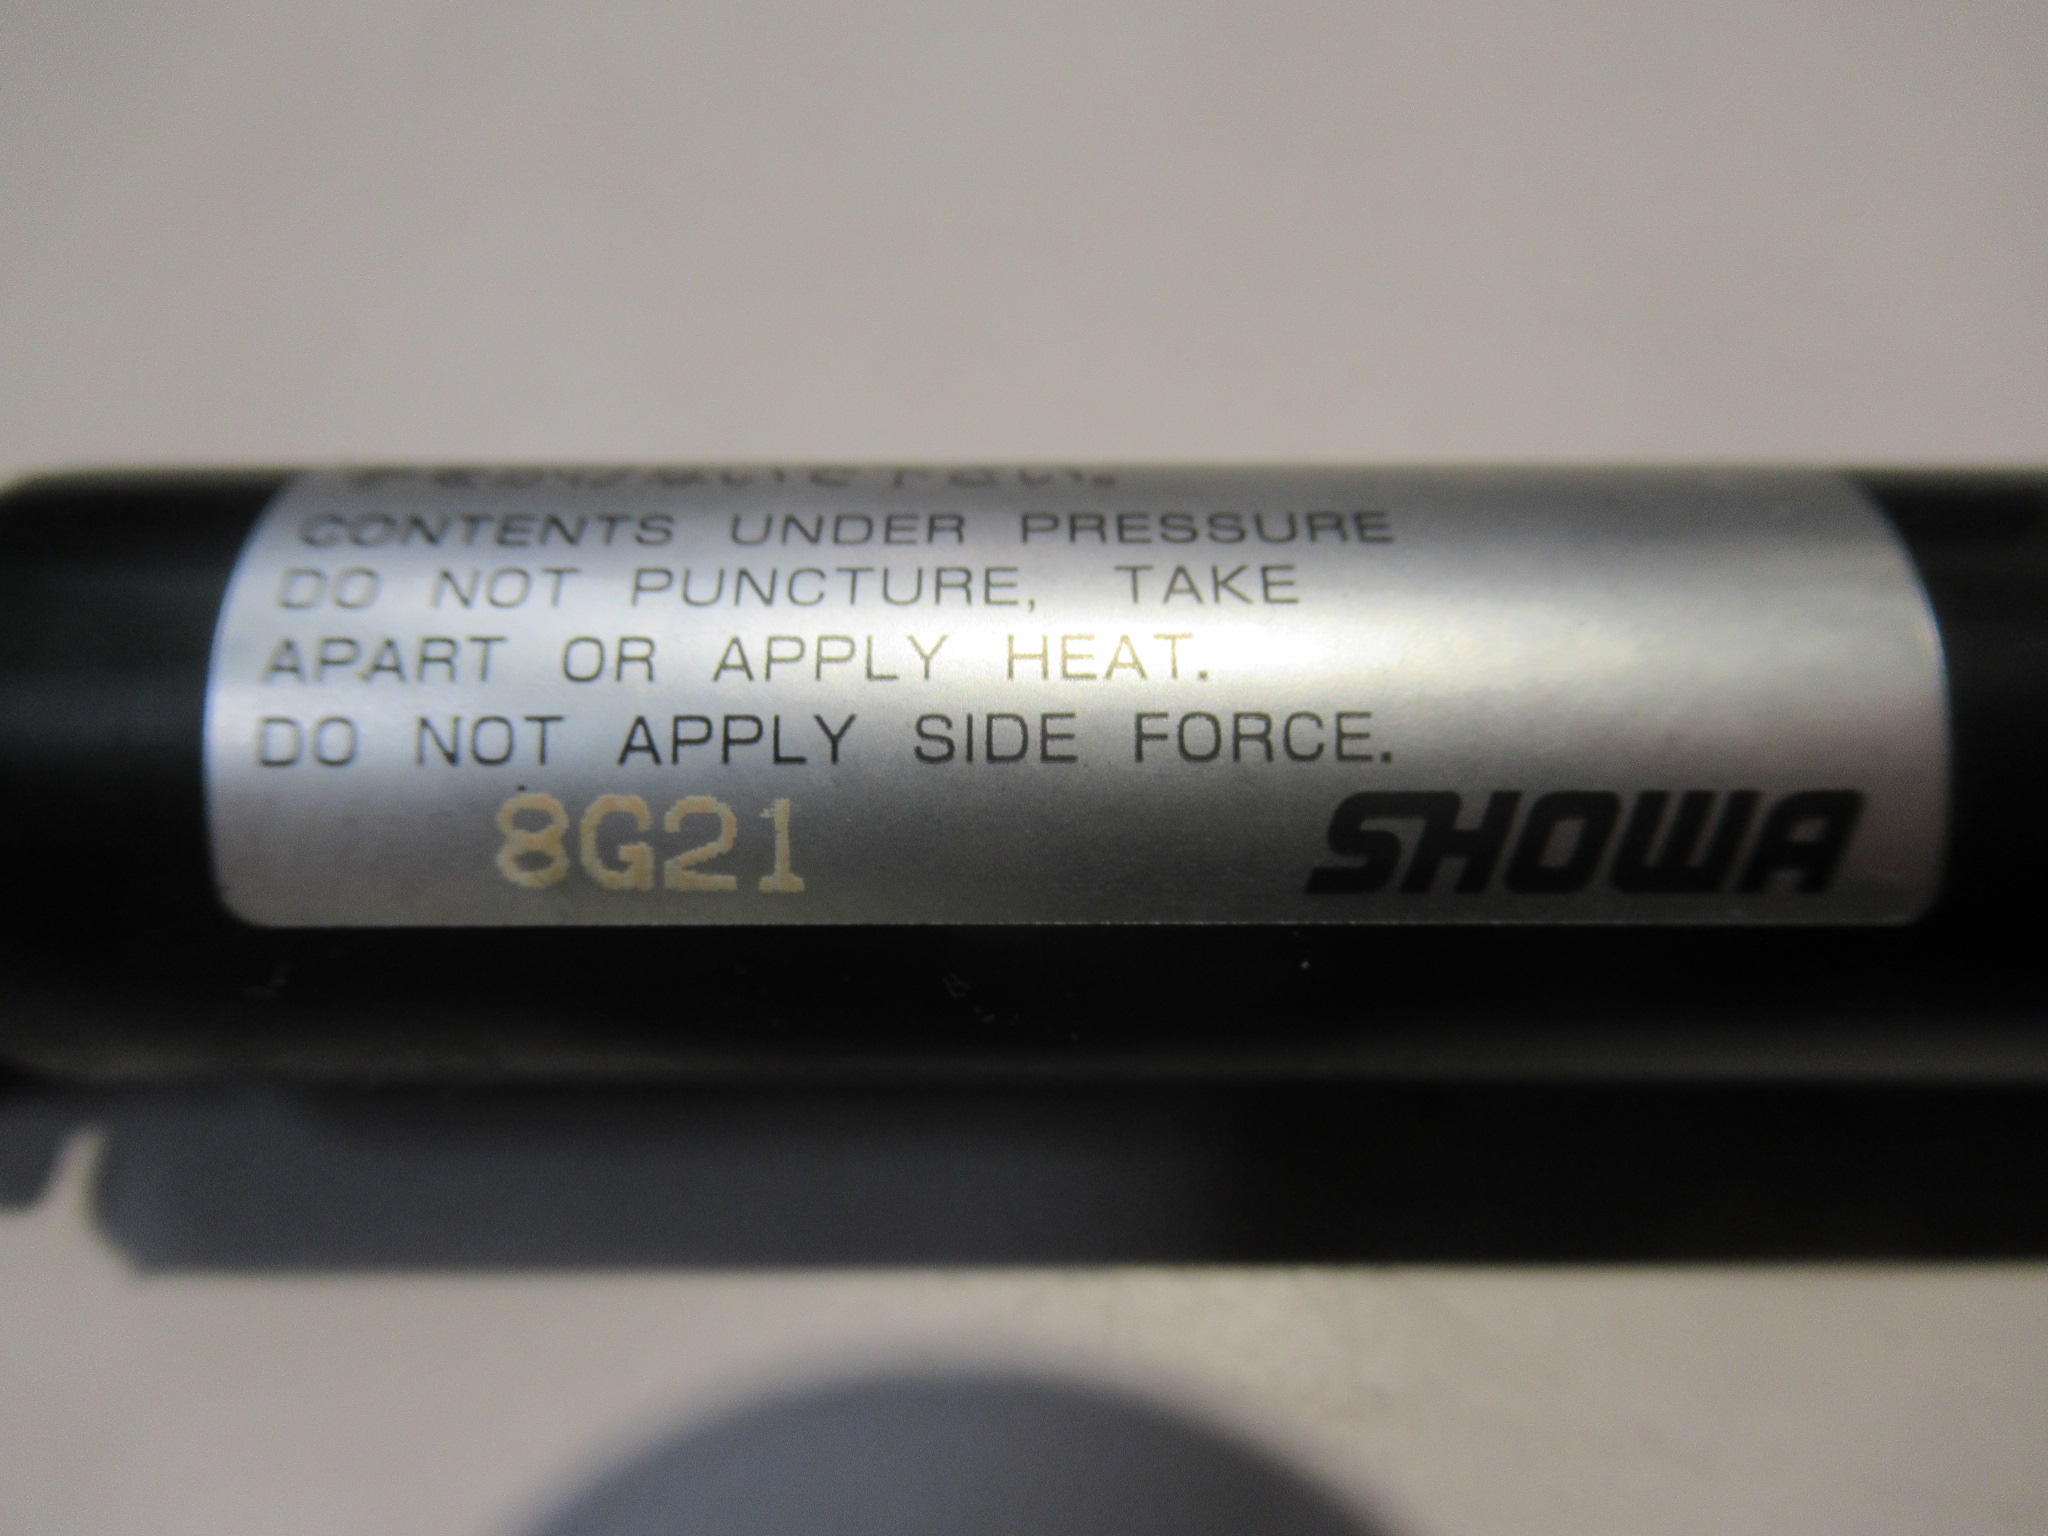 CONTENTS UNDER PRESSURE
DO NOT PUNCTURE, TAKE
APART OR APPLY HEAT.
DO NOT APPLY SIDE FORCE.
8G21 SHOWA